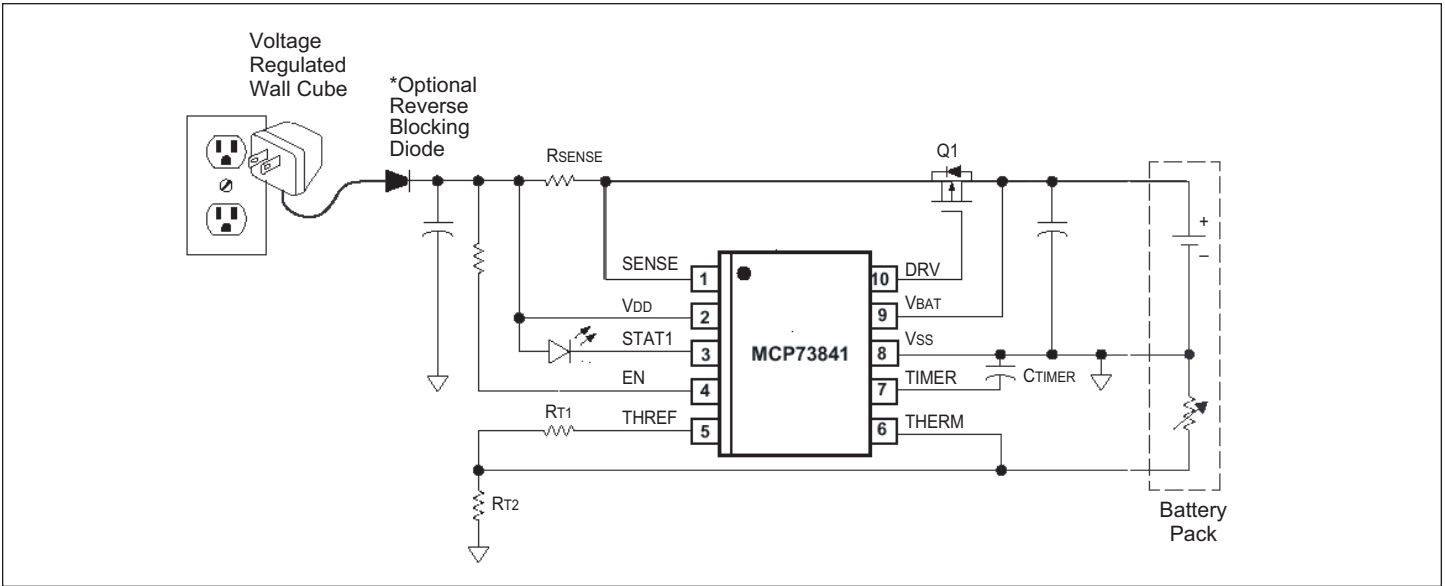 Voltage
Regulated
Wall Cube
*Optional
Reverse
Blocking
Diode
RSENSE
Q1
+
–
SENSE
1
10
DRV
VDD
2
9
VBAT
STAT1
3
MCP73841
8
VSS
EN
4
7
TIMER
CTIMER
RT1
THREF
5
6
THERM
RT2
Battery
Pack